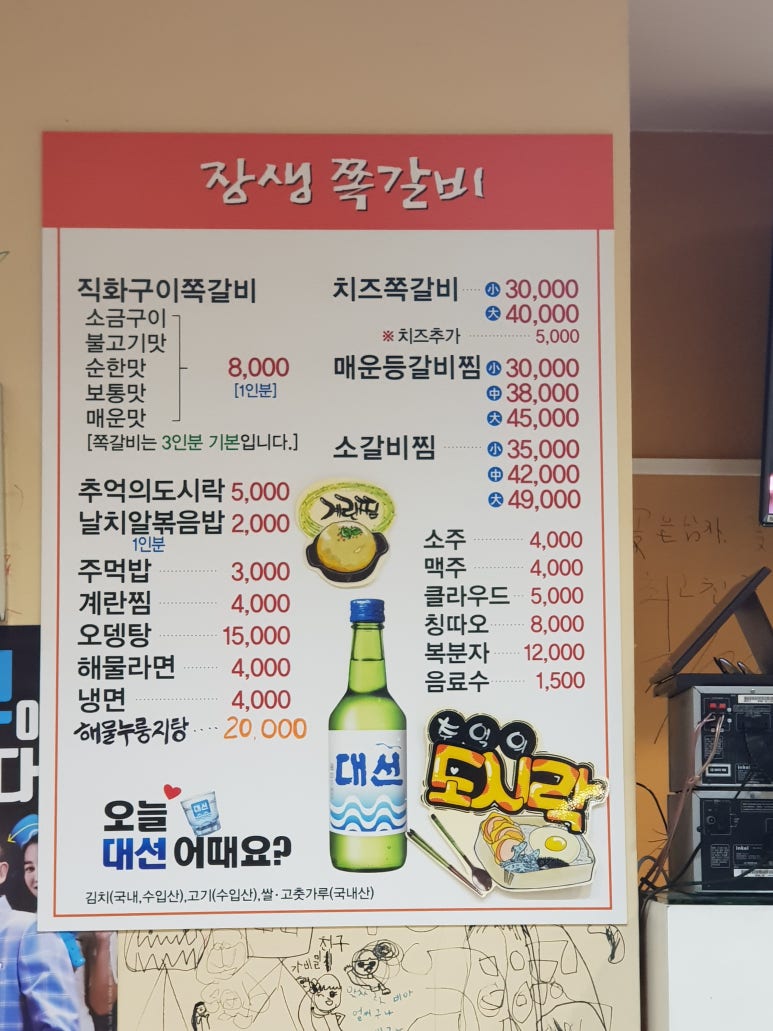 장생 쪽갈비
직화구이쪽갈비
소금구이
불고기맛
순한맛 8,000
보통맛 [1인분]
매운맛
[쪽갈비는 3인분 기본입니다.]
추억의도시락 5,000
날치알볶음밥 2,000
1인분
주먹밥 3,000
계란찜 4,000
오뎅탕 15,000
해물라면 4,000
냉면 4,000
해물누룽지탕 20,000
치즈쪽갈비 小 30,000
大 40,000
※ 치즈추가 5,000
매운등갈비찜 小 30,000
中 38,000
大 45,000
소갈비찜 小 35,000
中 42,000
大 49,000
계란찜
소주 4,000
맥주 4,000
클라우드 5,000
칭따오 8,000
복분자 12,000
음료수 1,500
대선
추억의
도시락
대선
오늘
대선 어때요?
김치(국내,수입산),고기(수입산),쌀·고춧가루(국내산)
친구
inkel
inkel